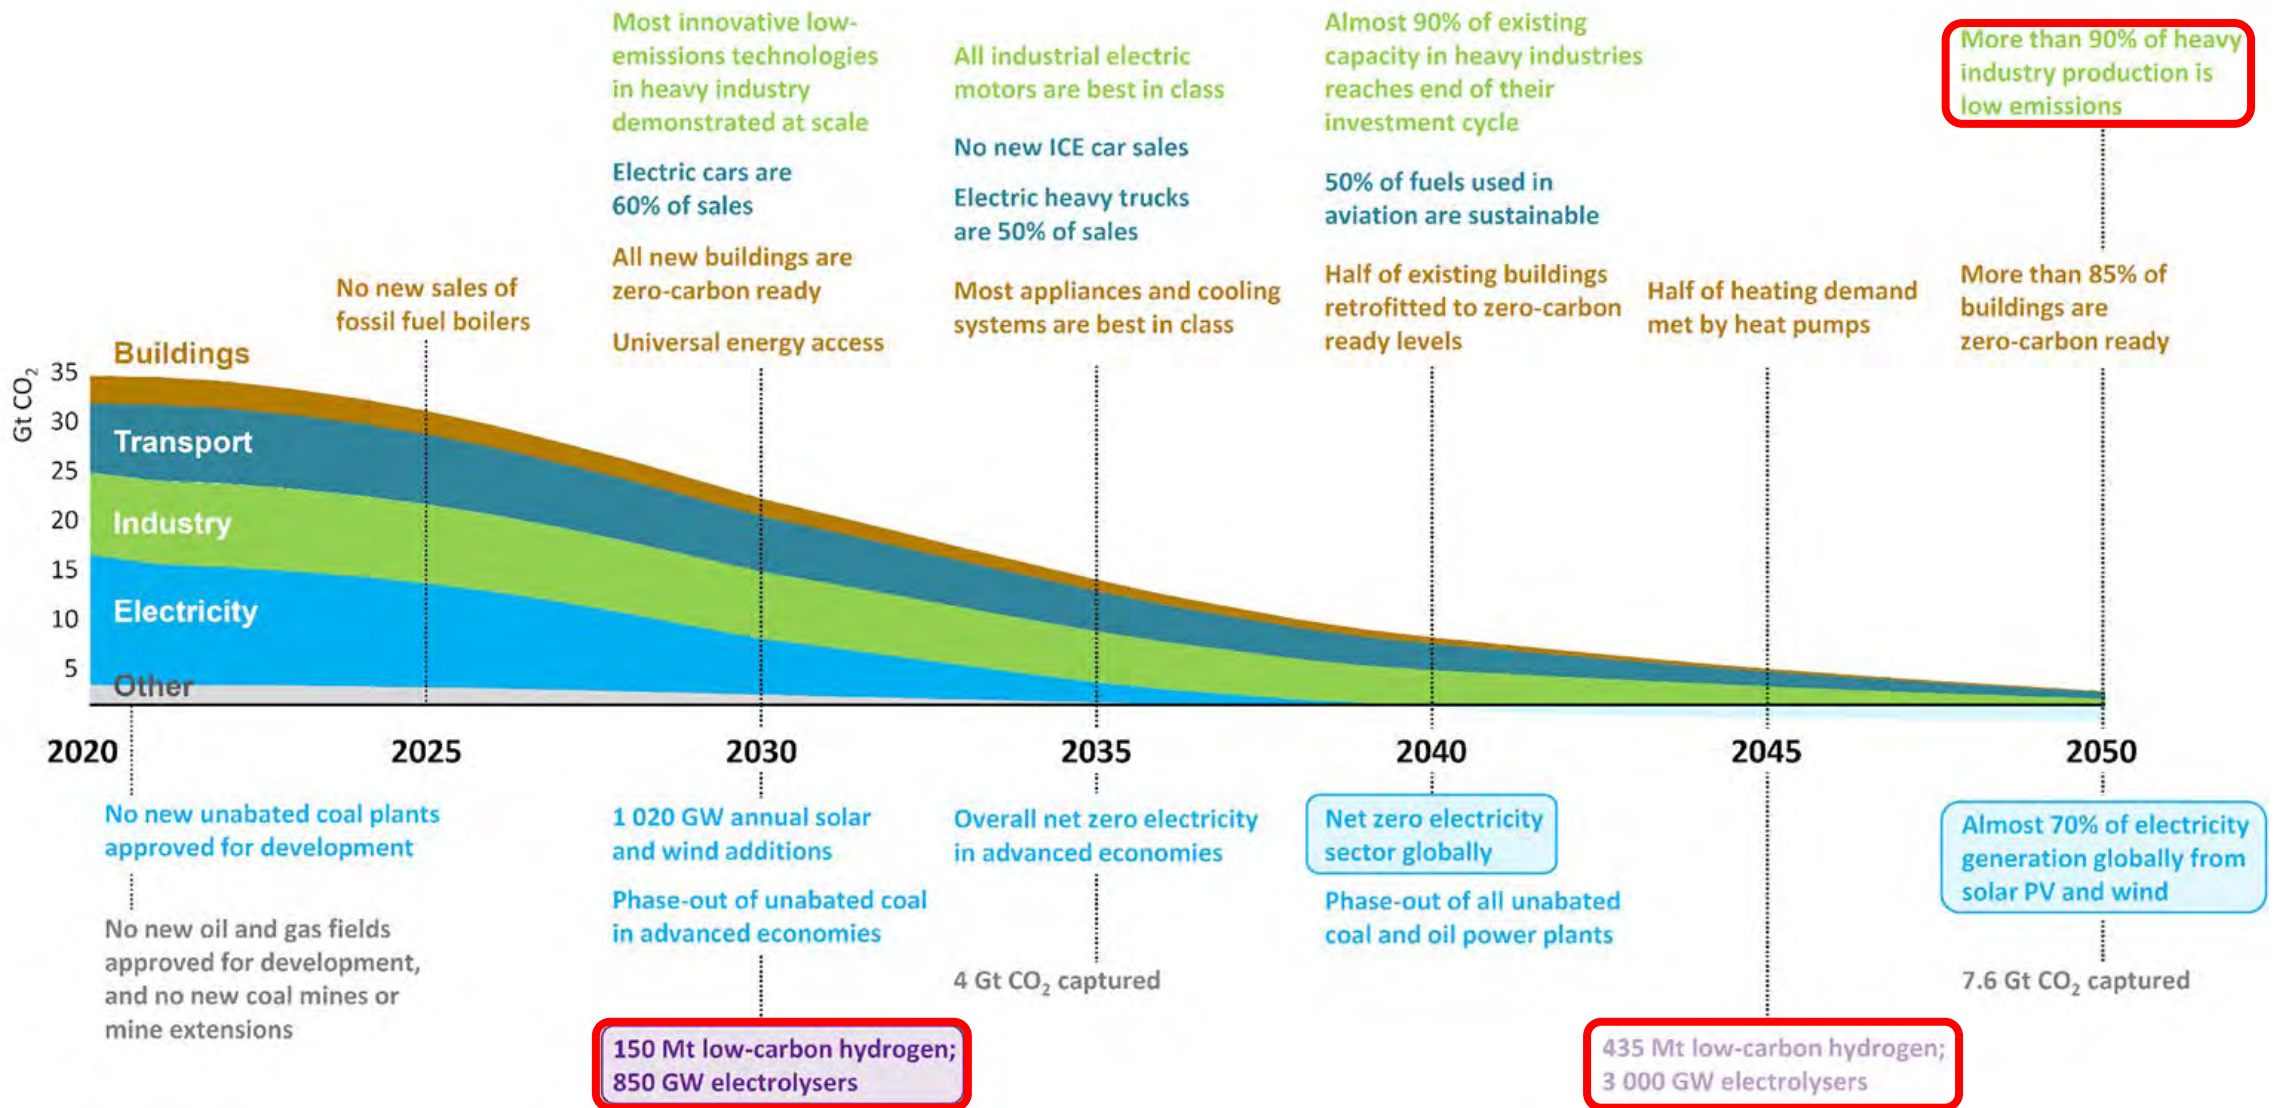 Most innovative low-
emissions technologies
in heavy industry
demonstrated at scale
Electric cars are
60% of sales
All new buildings are
zero-carbon ready
Universal energy access
All industrial electric
motors are best in class
No new ICE car sales
Electric heavy trucks
are 50% of sales
Most appliances and cooling
systems are best in class
Almost 90% of existing
capacity in heavy industries
reaches end of their
investment cycle
50% of fuels used in
aviation are sustainable
Half of existing buildings
retrofitted to zero-carbon
ready levels
Half of heating demand
met by heat pumps
More than 90% of heavy
industry production is
low emissions
More than 85% of
buildings are
zero-carbon ready
No new sales of
fossil fuel boilers
Gt CO₂
35
30
25
20
15
10
5
Buildings
Transport
Industry
Electricity
Other
2020
2025
2030
2035
2040
2045
2050
No new unabated coal plants
approved for development
No new oil and gas fields
approved for development,
and no new coal mines or
mine extensions
1 020 GW annual solar
and wind additions
Phase-out of unabated coal
in advanced economies
150 Mt low-carbon hydrogen;
850 GW electrolysers
Overall net zero electricity
in advanced economies
4 Gt CO₂ captured
Net zero electricity
sector globally
Phase-out of all unabated
coal and oil power plants
435 Mt low-carbon hydrogen;
3 000 GW electrolysers
Almost 70% of electricity
generation globally from
solar PV and wind
7.6 Gt CO₂ captured